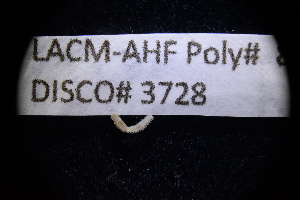 LACM-AHF Poly#
DISCO# 3728